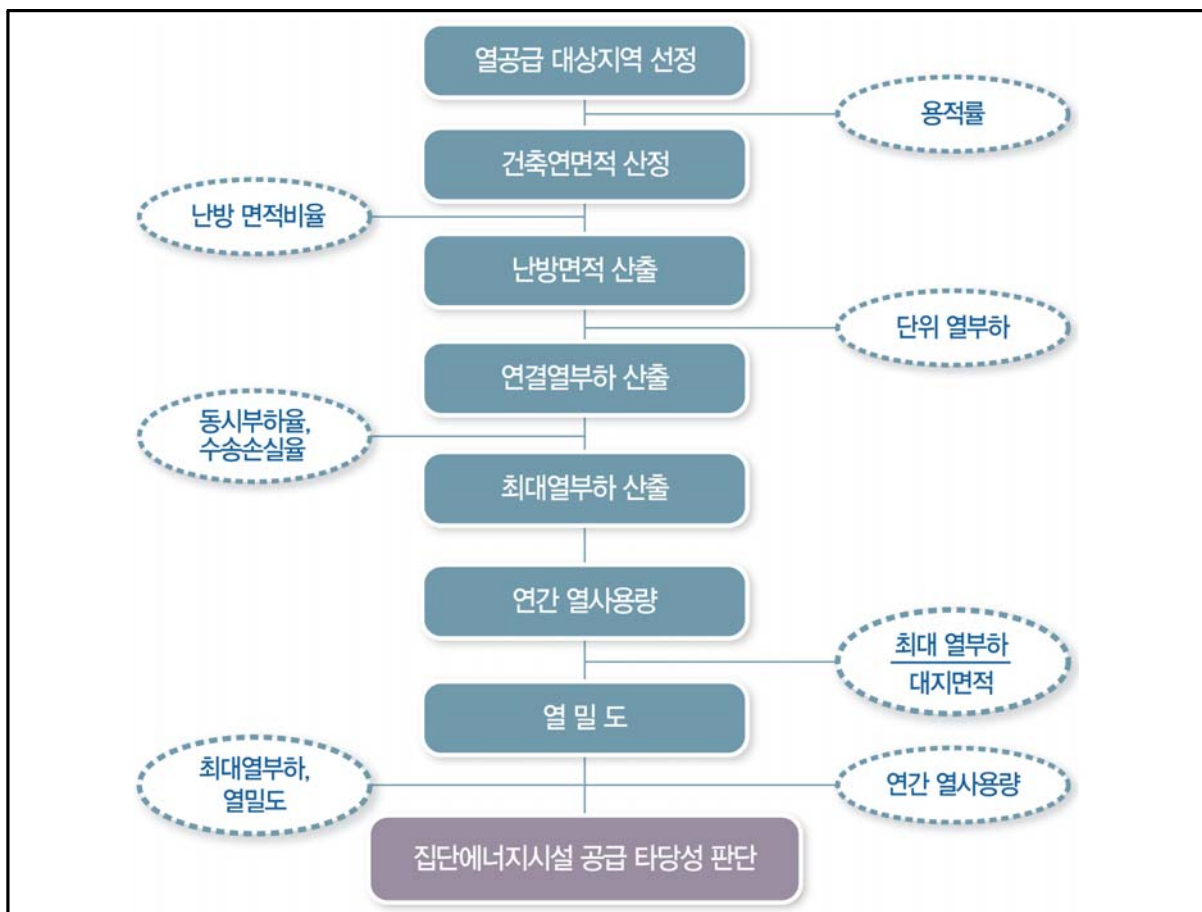 열공급 대상지역 선정
용적률
건축연면적 산정
난방 면적비율
난방면적 산출
단위 열부하
연결열부하 산출
동시부하율,
수송손실율
최대열부하 산출
연간 열사용량
최대 열부하
대지면적
열 밀 도
최대열부하,
열밀도
연간 열사용량
집단에너지시설 공급 타당성 판단